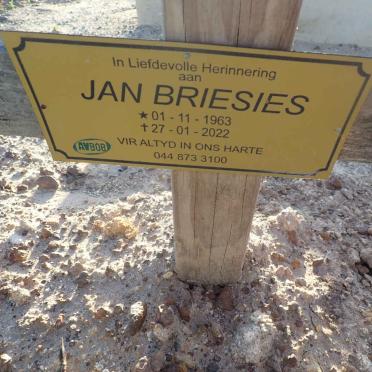 In Liefdevolle Herinnering
aan
JAN BRIESIES
★ 01 - 11 - 1963
† 27 - 01 - 2022
VIR ALTYD IN ONS HARTE
044 873 3100
AVBOB